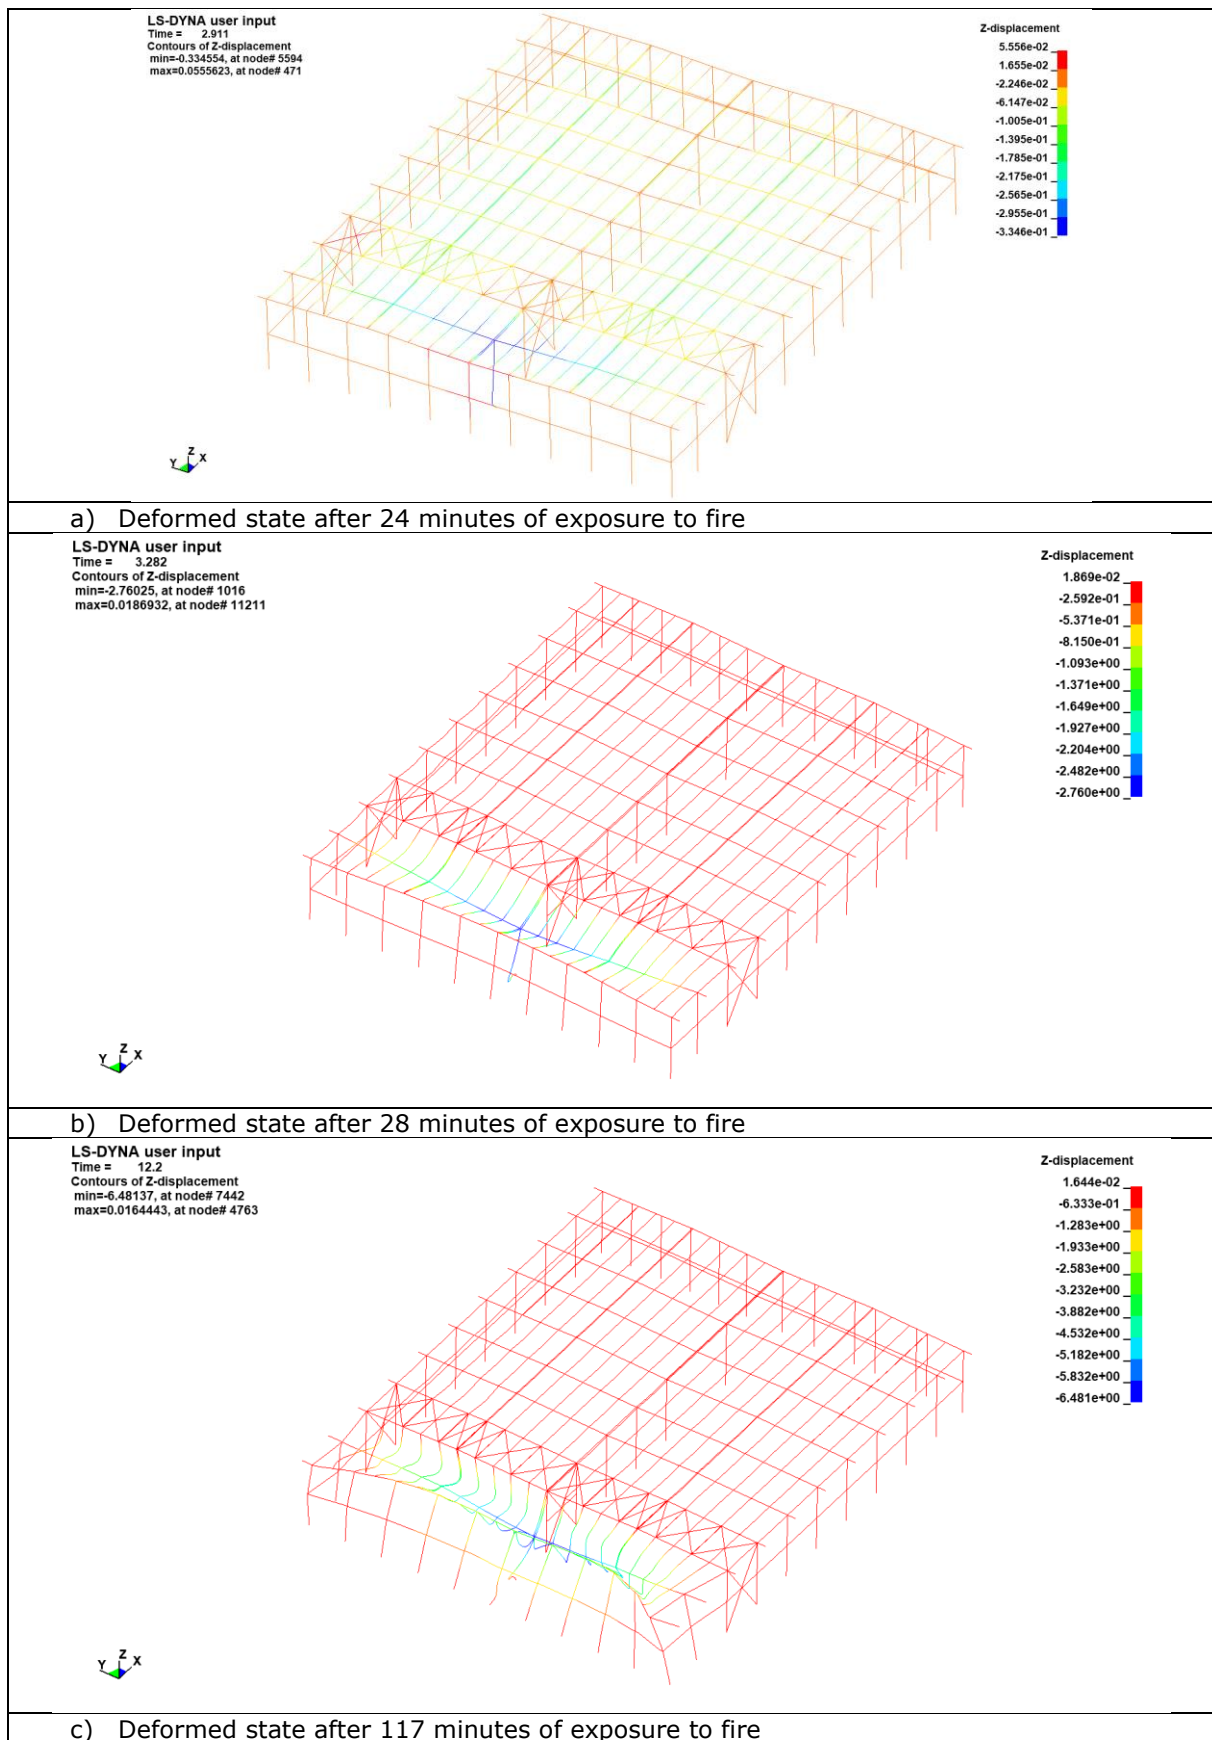 LS-DYNA user input
Time = 2.911
Contours of Z-displacement
min=-0.334554, at node# 5594
max=0.0555623, at node# 471
Z-displacement
5.556e-02
1.655e-02
-2.246e-02
-6.147e-02
-1.005e-01
-1.395e-01
-1.785e-01
-2.175e-01
-2.565e-01
-2.955e-01
-3.346e-01
Z
Y
X
a) Deformed state after 24 minutes of exposure to fire
LS-DYNA user input
Time = 3.282
Contours of Z-displacement
min=-2.76025, at node# 1016
max=0.0186932, at node# 11211
Z-displacement
1.869e-02
-2.592e-01
-5.371e-01
-8.150e-01
-1.093e+00
-1.371e+00
-1.649e+00
-1.927e+00
-2.204e+00
-2.482e+00
-2.760e+00
Z
Y
X
b) Deformed state after 28 minutes of exposure to fire
LS-DYNA user input
Time = 12.2
Contours of Z-displacement
min=-6.48137, at node# 7442
max=0.0164443, at node# 4763
Z-displacement
1.644e-02
-6.333e-01
-1.283e+00
-1.933e+00
-2.583e+00
-3.232e+00
-3.882e+00
-4.532e+00
-5.182e+00
-5.832e+00
-6.481e+00
Z
Y
X
c) Deformed state after 117 minutes of exposure to fire